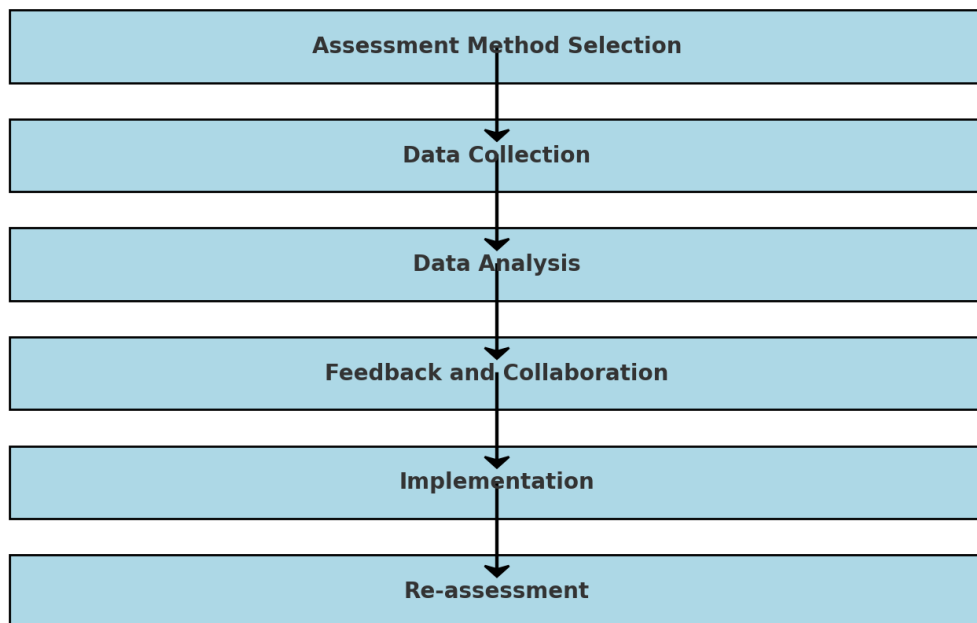 Assessment Method Selection
Data Collection
Data Analysis
Feedback and Collaboration
Implementation
Re-assessment